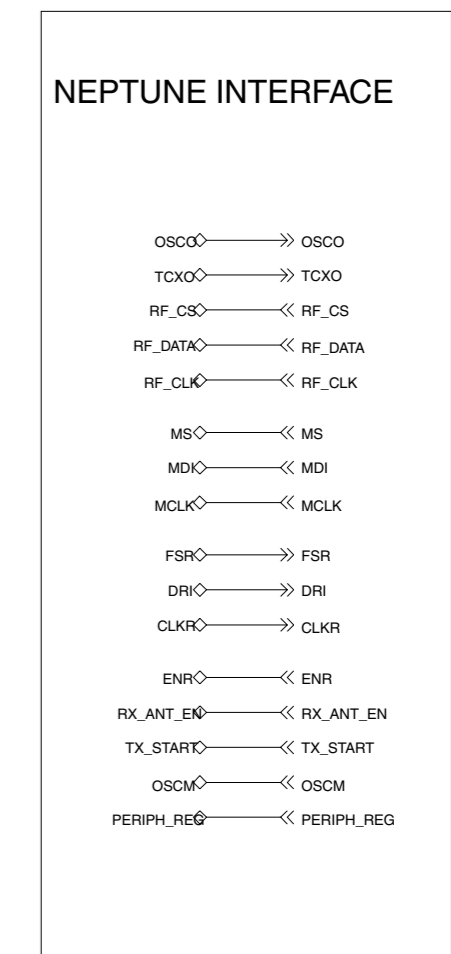 NEPTUNE INTERFACE
OSCO OSCO
TCXO TCXO
RF_CS RF_CS
RF_DATA RF_DATA
RF_CLK RF_CLK
MS MS
MDI MDI
MCLK MCLK
FSR FSR
DRI DRI
CLKR CLKR
ENR ENR
RX_ANT_EN RX_ANT_EN
TX_START TX_START
OSCM OSCM
PERIPH_REG PERIPH_REG